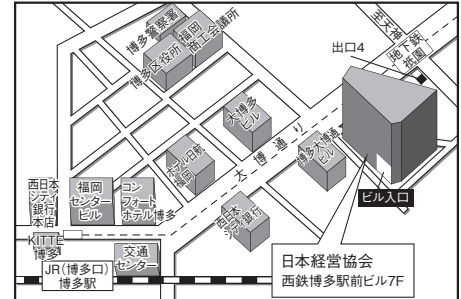 博多警察署
福岡
商工会議所
博多区役所
至天神
地下鉄
祇園
出口4
大博多
ビル
大博通り
ホテル日航
福岡
博多大博通
ビル
西日本
シティ
銀行
本店
福岡
センター
ビル
コン
フォート
ホテル博多
西日本
シティ銀行
ビル入口
KITTE
博多
交通
センター
JR(博多口)
博多駅
日本経営協会
西鉄博多駅前ビル7F